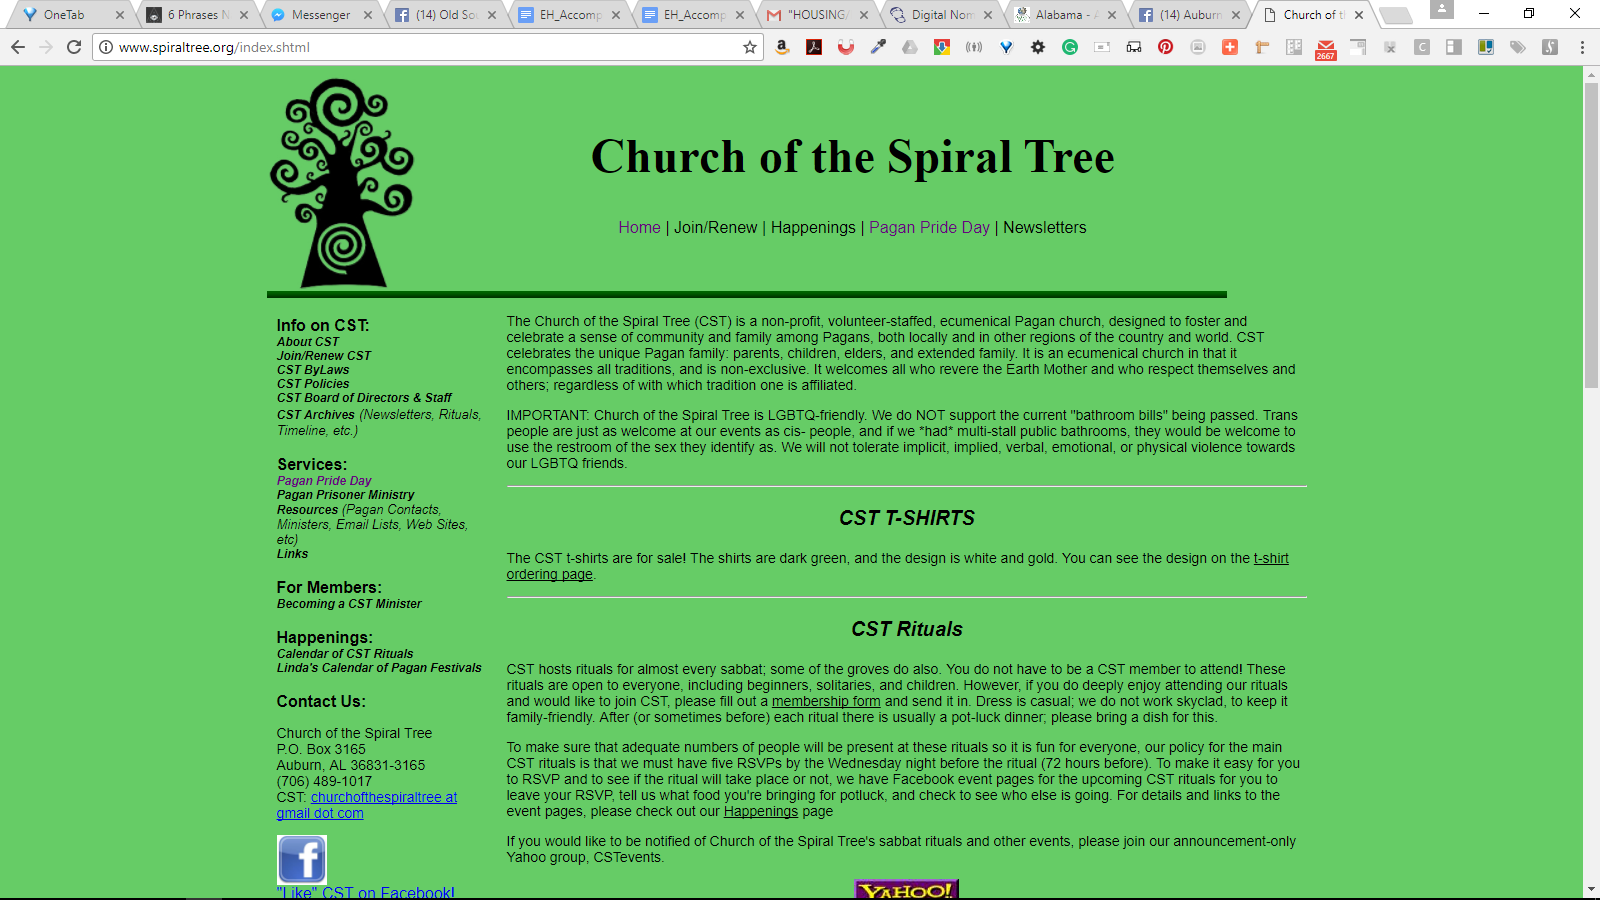 OneTab
6 Phrases N
Messenger
(14) Old Sou
EH_Accomp
EH_Accomp
"HOUSING/
Digital Nom
Alabama - A
(14) Auburn
Church of th
www.spiraltree.org/index.shtml
2667
Church of the Spiral Tree
Home | Join/Renew | Happenings | Pagan Pride Day | Newsletters
Info on CST:
About CST
Join/Renew CST
CST ByLaws
CST Policies
CST Board of Directors & Staff
CST Archives (Newsletters, Rituals,
Timeline, etc.)
Services:
Pagan Pride Day
Pagan Prisoner Ministry
Resources (Pagan Contacts,
Ministers, Email Lists, Web Sites,
etc)
Links
For Members:
Becoming a CST Minister
Happenings:
Calendar of CST Rituals
Linda's Calendar of Pagan Festivals
Contact Us:
Church of the Spiral Tree
P.O. Box 3165
Auburn, AL 36831-3165
(706) 489-1017
CST: churchofthespiraltree at
gmail dot com
"Like" CST on Facebook!
The Church of the Spiral Tree (CST) is a non-profit, volunteer-staffed, ecumenical Pagan church, designed to foster and
celebrate a sense of community and family among Pagans, both locally and in other regions of the country and world. CST
celebrates the unique Pagan family: parents, children, elders, and extended family. It is an ecumenical church in that it
encompasses all traditions, and is non-exclusive. It welcomes all who revere the Earth Mother and who respect themselves and
others; regardless of with which tradition one is affiliated.
IMPORTANT: Church of the Spiral Tree is LGBTQ-friendly. We do NOT support the current "bathroom bills" being passed. Trans
people are just as welcome at our events as cis- people, and if we *had* multi-stall public bathrooms, they would be welcome to
use the restroom of the sex they identify as. We will not tolerate implicit, implied, verbal, emotional, or physical violence towards
our LGBTQ friends.
CST T-SHIRTS
The CST t-shirts are for sale! The shirts are dark green, and the design is white and gold. You can see the design on the t-shirt
ordering page.
CST Rituals
CST hosts rituals for almost every sabbat; some of the groves do also. You do not have to be a CST member to attend! These
rituals are open to everyone, including beginners, solitaries, and children. However, if you do deeply enjoy attending our rituals
and would like to join CST, please fill out a membership form and send it in. Dress is casual; we do not work skyclad, to keep it
family-friendly. After (or sometimes before) each ritual there is usually a pot-luck dinner; please bring a dish for this.
To make sure that adequate numbers of people will be present at these rituals so it is fun for everyone, our policy for the main
CST rituals is that we must have five RSVPs by the Wednesday night before the ritual (72 hours before). To make it easy for you
to RSVP and to see if the ritual will take place or not, we have Facebook event pages for the upcoming CST rituals for you to
leave your RSVP, tell us what food you're bringing for potluck, and check to see who else is going. For details and links to the
event pages, please check out our Happenings page
If you would like to be notified of Church of the Spiral Tree's sabbat rituals and other events, please join our announcement-only
Yahoo group, CSTevents.
YAHOO!